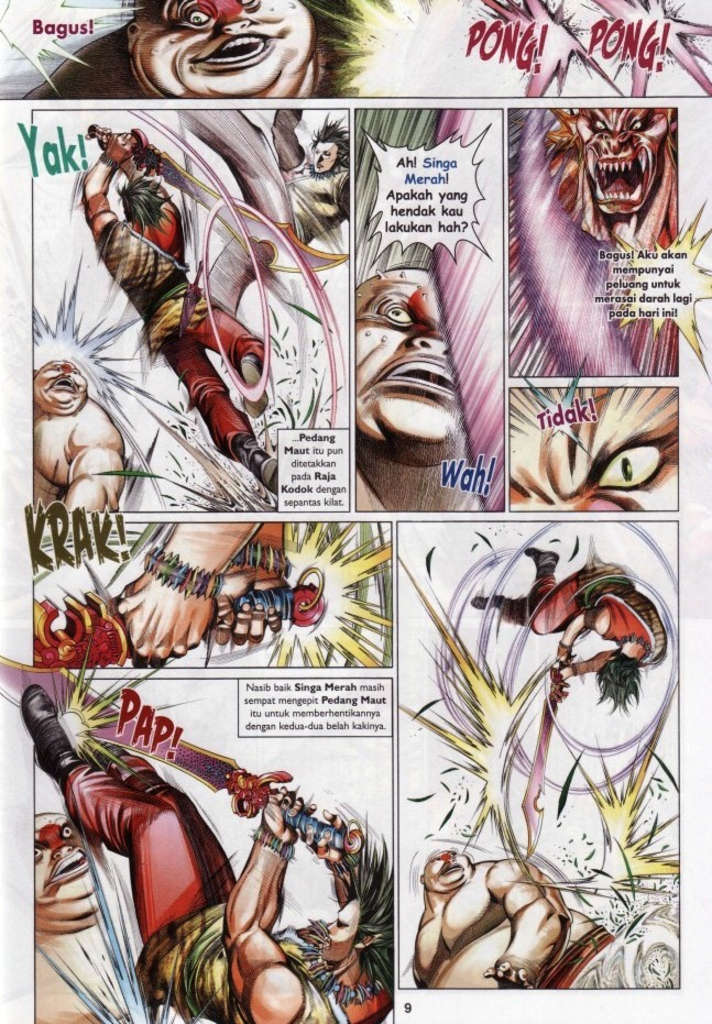 Bagus!
PONG! PONG!
Yak!
...Pedang
Maut itu pun
ditetakkan
pada Raja
Kodok dengan
sepantas kilat.
Ah! Singa
Merah!
Apakah yang
hendak kau
lakukan hah?
Wah!
Bagus! Aku akan
mempunyai
peluang untuk
merasai darah lagi
pada hari ini!
Tidak!
KRAK!
Nasib baik Singa Merah masih
sempat mengepit Pedang Maut
itu untuk memberhentikannya
dengan kedua-dua belah kakinya.
PAP!
9